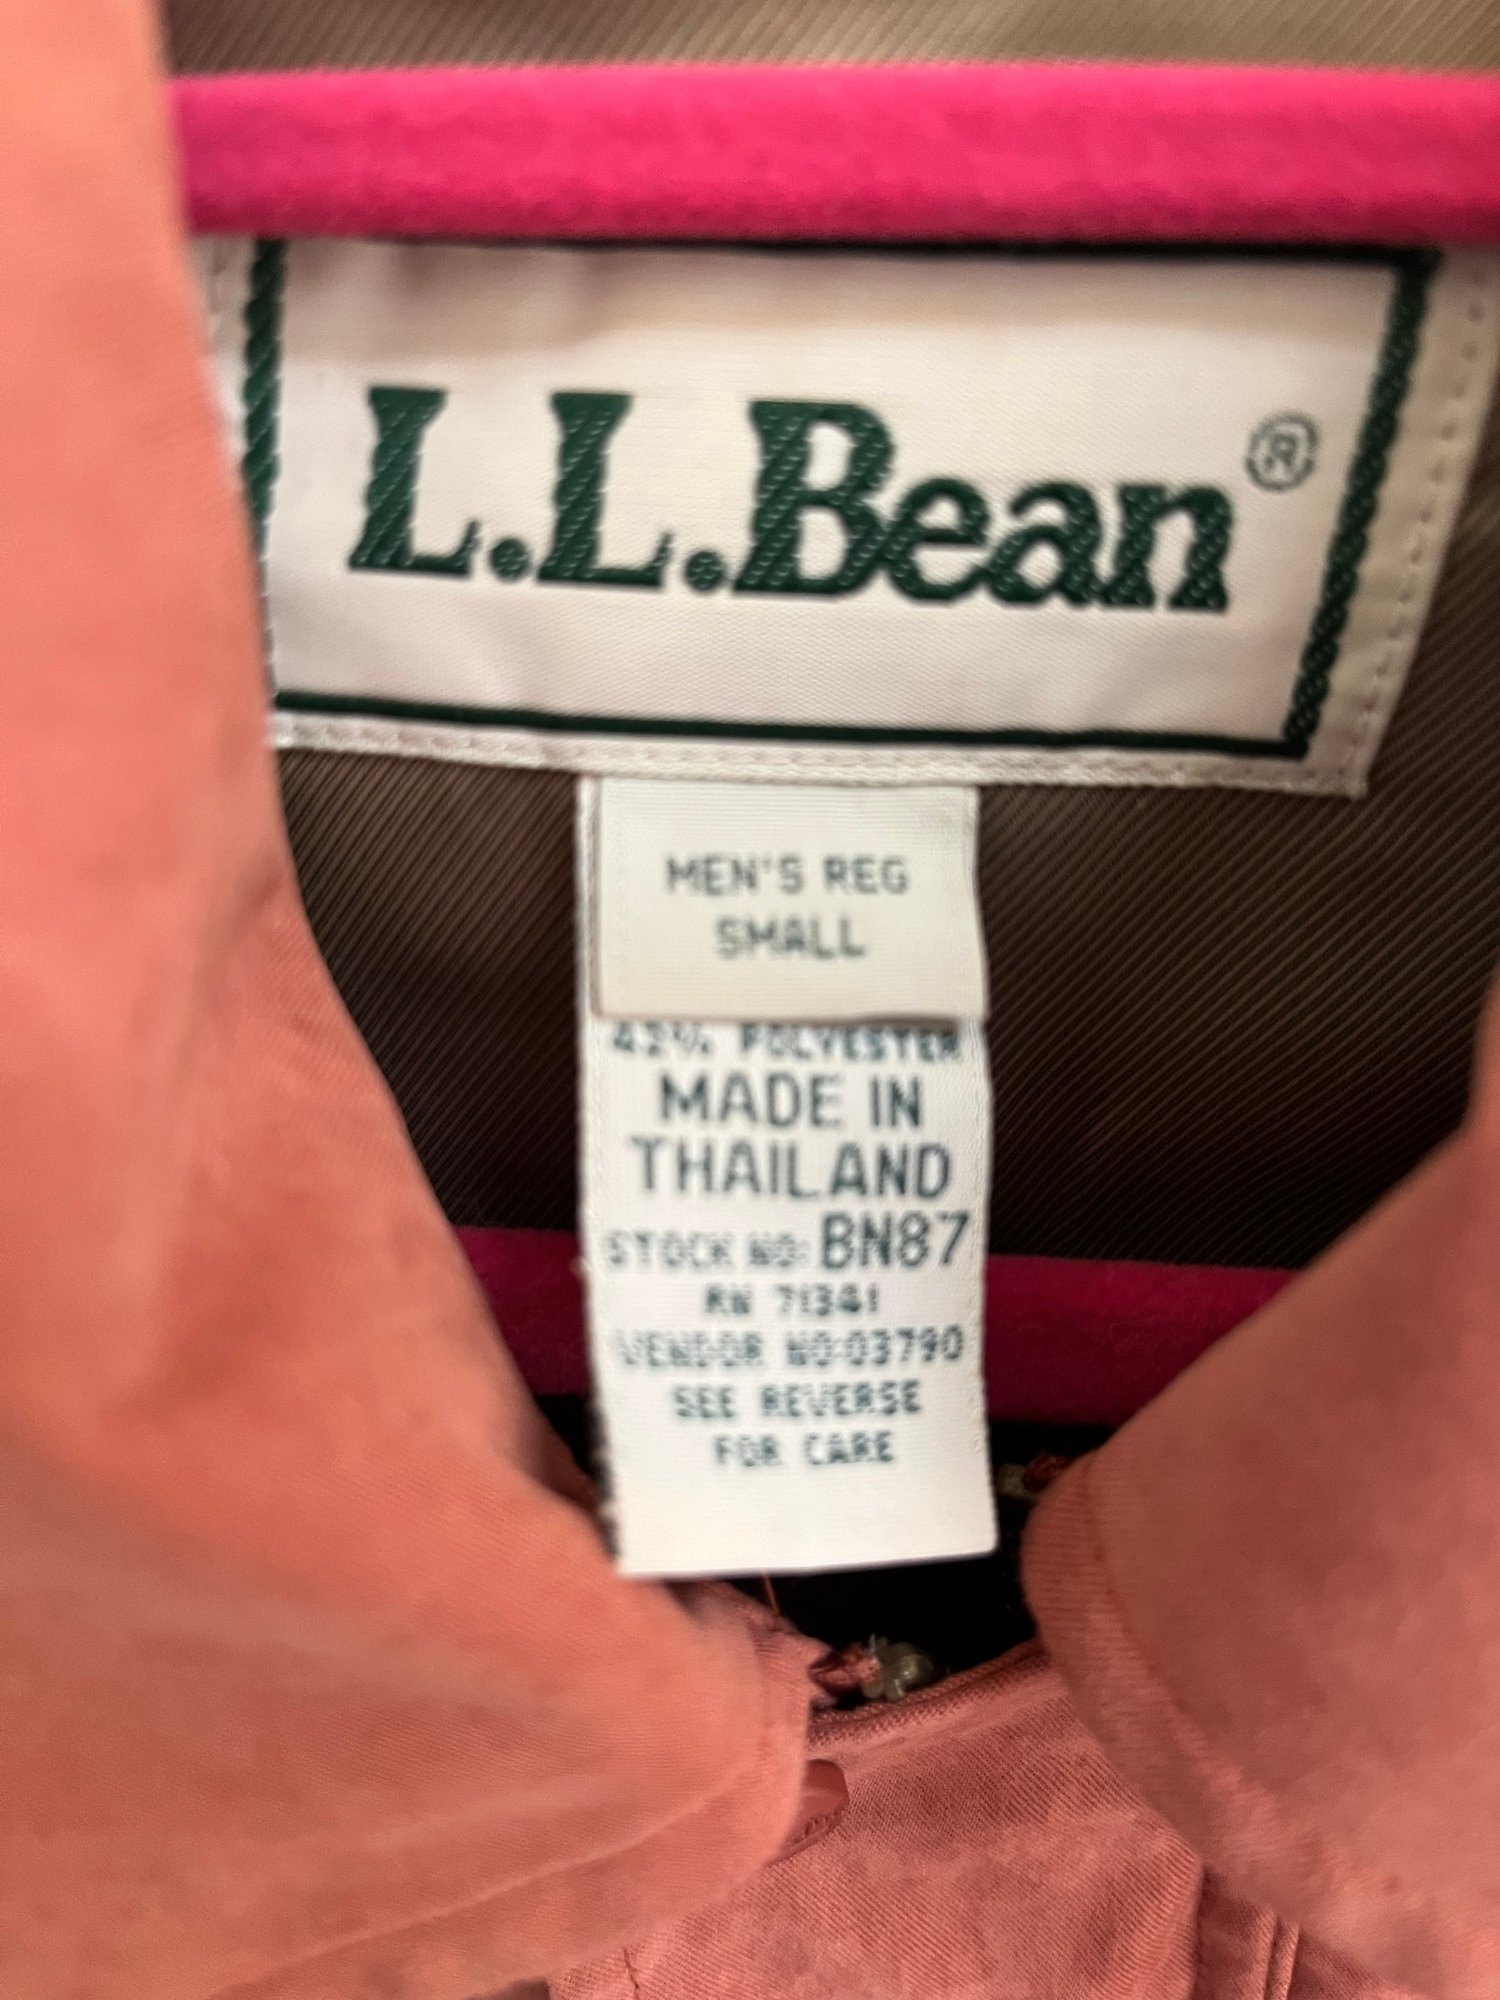 L.L.Bean®
MEN'S REG
SMALL
42% POLYESTER
MADE IN
THAILAND
STOCK NO: BN87
RN 71341
VENDOR NO:03790
SEE REVERSE
FOR CARE